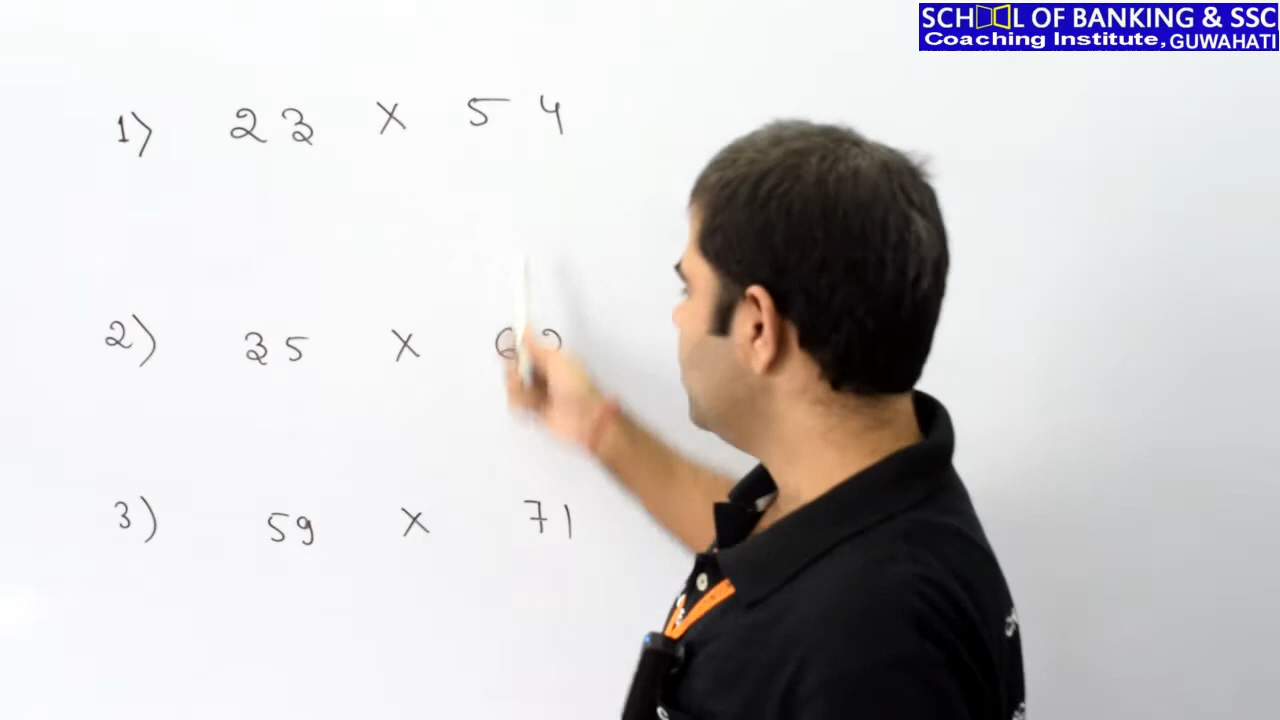 SCHOOL OF BANKING & SSC
Coaching Institute, GUWAHATI
1) 23 X 54
2) 35 X
3) 59 X 71